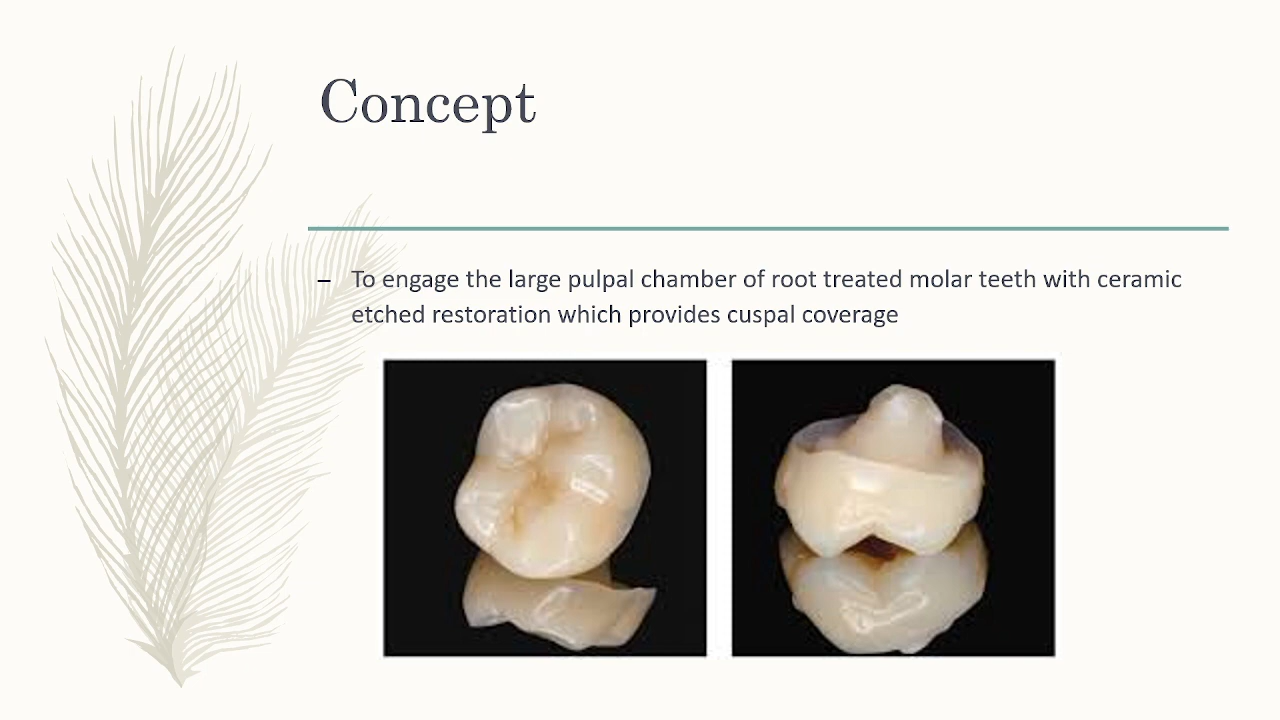 Concept
– To engage the large pulpal chamber of root treated molar teeth with ceramic
etched restoration which provides cuspal coverage